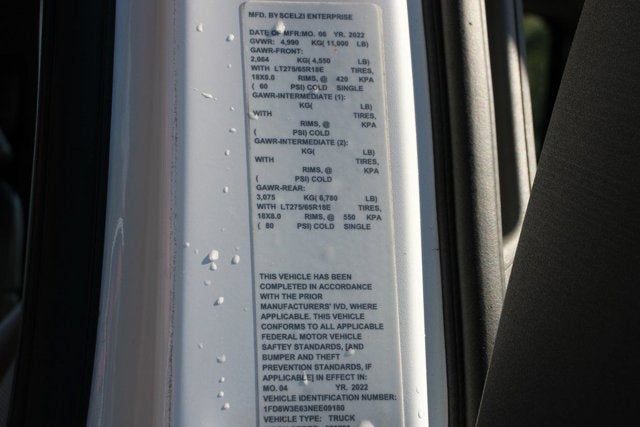 MFD. BY SCELZI ENTERPRISE
DATE OF MFR: MO. 06 YR. 2022
GVWR: 4,990 KG( 11,000 LB)
GAWR-FRONT:
2,064 KG( 4,550 LB)
WITH LT275/65R18E TIRES,
18X8.0 RIMS, @ 420 KPA
( 60 PSI) COLD SINGLE
GAWR-INTERMEDIATE (1):
KG( LB)
WITH TIRES,
RIMS, @ KPA
( PSI) COLD
GAWR-INTERMEDIATE (2):
KG( LB)
WITH TIRES,
RIMS, @ KPA
( PSI) COLD
GAWR-REAR:
3,075 KG( 6,780 LB)
WITH LT275/65R18E TIRES,
18X8.0 RIMS, @ 550 KPA
( 80 PSI) COLD SINGLE
THIS VEHICLE HAS BEEN
COMPLETED IN ACCORDANCE
WITH THE PRIOR
MANUFACTURERS' IVD, WHERE
APPLICABLE. THIS VEHICLE
CONFORMS TO ALL APPLICABLE
FEDERAL MOTOR VEHICLE
SAFTEY STANDARDS, [AND
BUMPER AND THEFT
PREVENTION STANDARDS, IF
APPLICABLE] IN EFFECT IN:
MO. 04 YR. 2022
VEHICLE IDENTIFICATION NUMBER:
1FD8W3E63NEE09180
VEHICLE TYPE: TRUCK